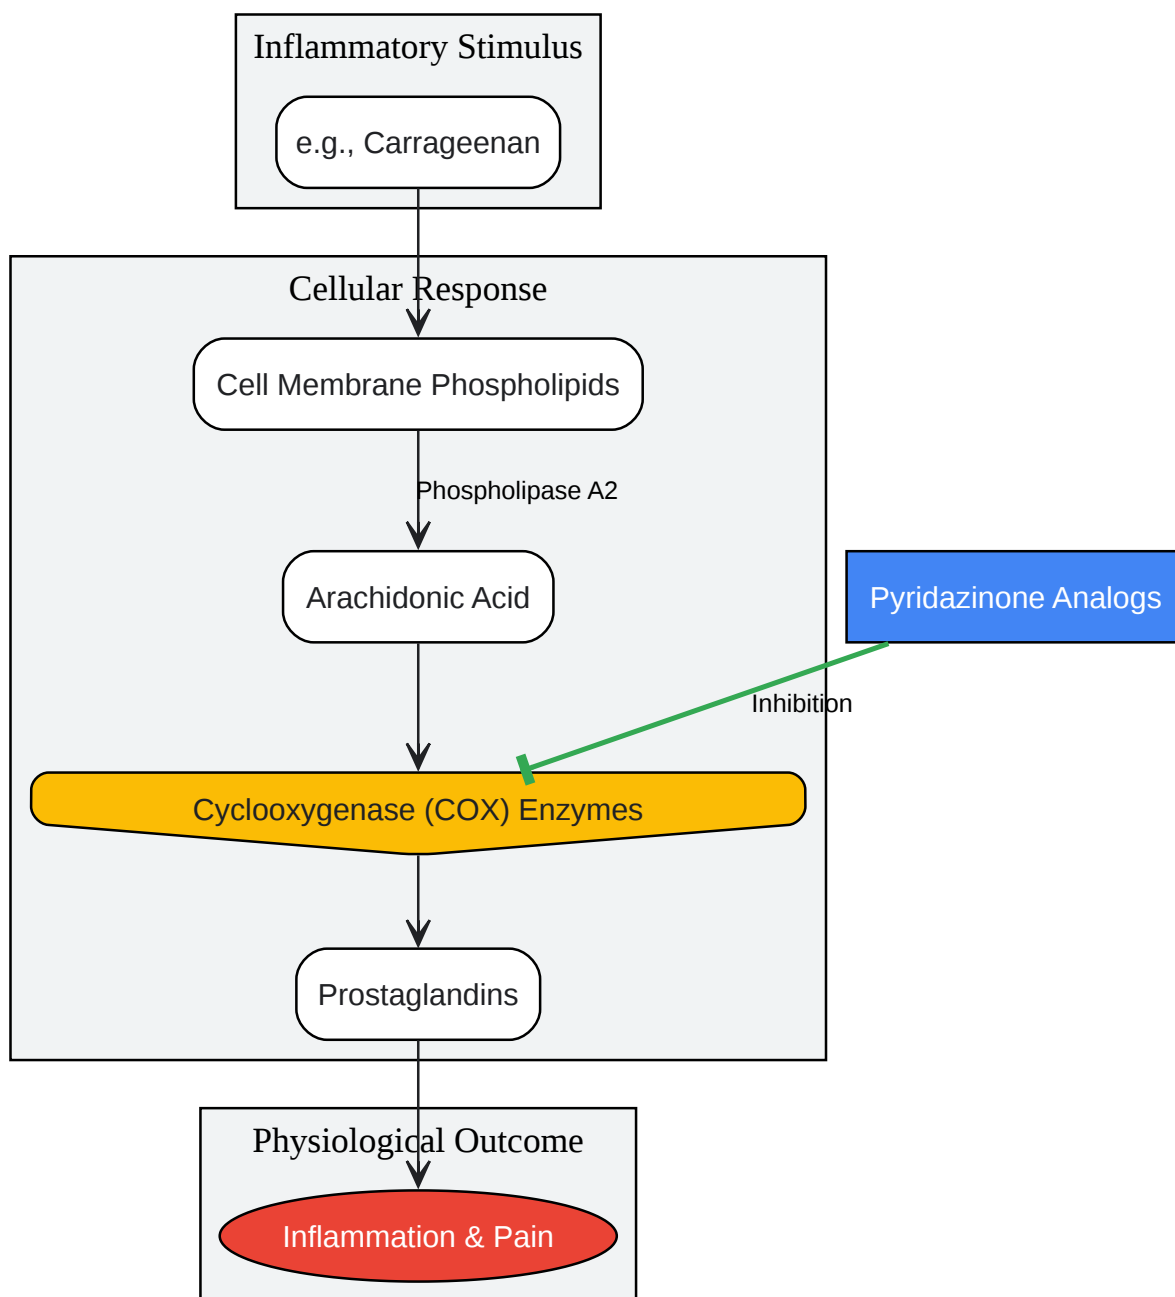 Inflammatory Stimulus
e.g., Carrageenan
Cellular Response
Cell Membrane Phospholipids
Phospholipase A2
Arachidonic Acid
Pyridazinone Analogs
Inhibition
Cyclooxygenase (COX) Enzymes
Prostaglandins
Physiological Outcome
Inflammation & Pain